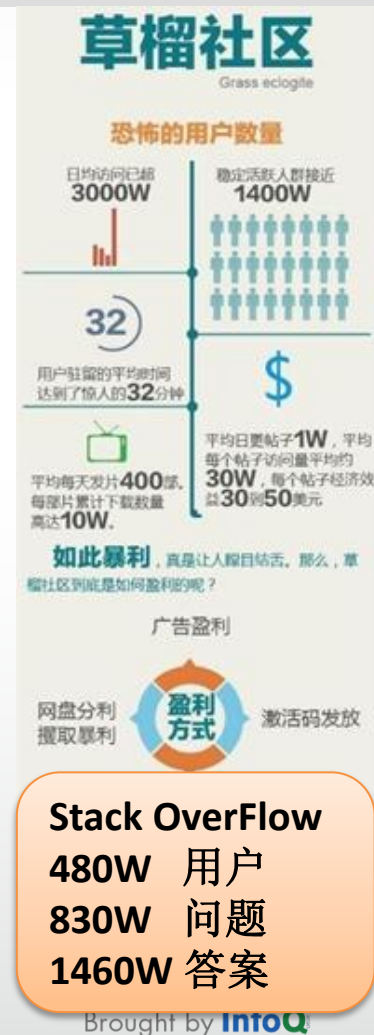 草榴社区
Grass eclogite
恐怖的用户数量
日均访问已超
3000W
稳定活跃人群接近
1400W
32
用户驻留的平均时间
达到了惊人的32分钟
$
平均日更帖子1W，平均
每个帖子访问量平均约
30W，每个帖子经济效
益30到50美元
平均每天发片400部，
每部片累计下载数量
高达10W。
如此暴利，真是让人瞠目结舌。那么，草
榴社区到底是如何盈利的呢？
广告盈利
网盘分利
攫取暴利
盈利
方式
激活码发放
Stack OverFlow
480W 用户
830W 问题
1460W 答案
Brought by InfoQ